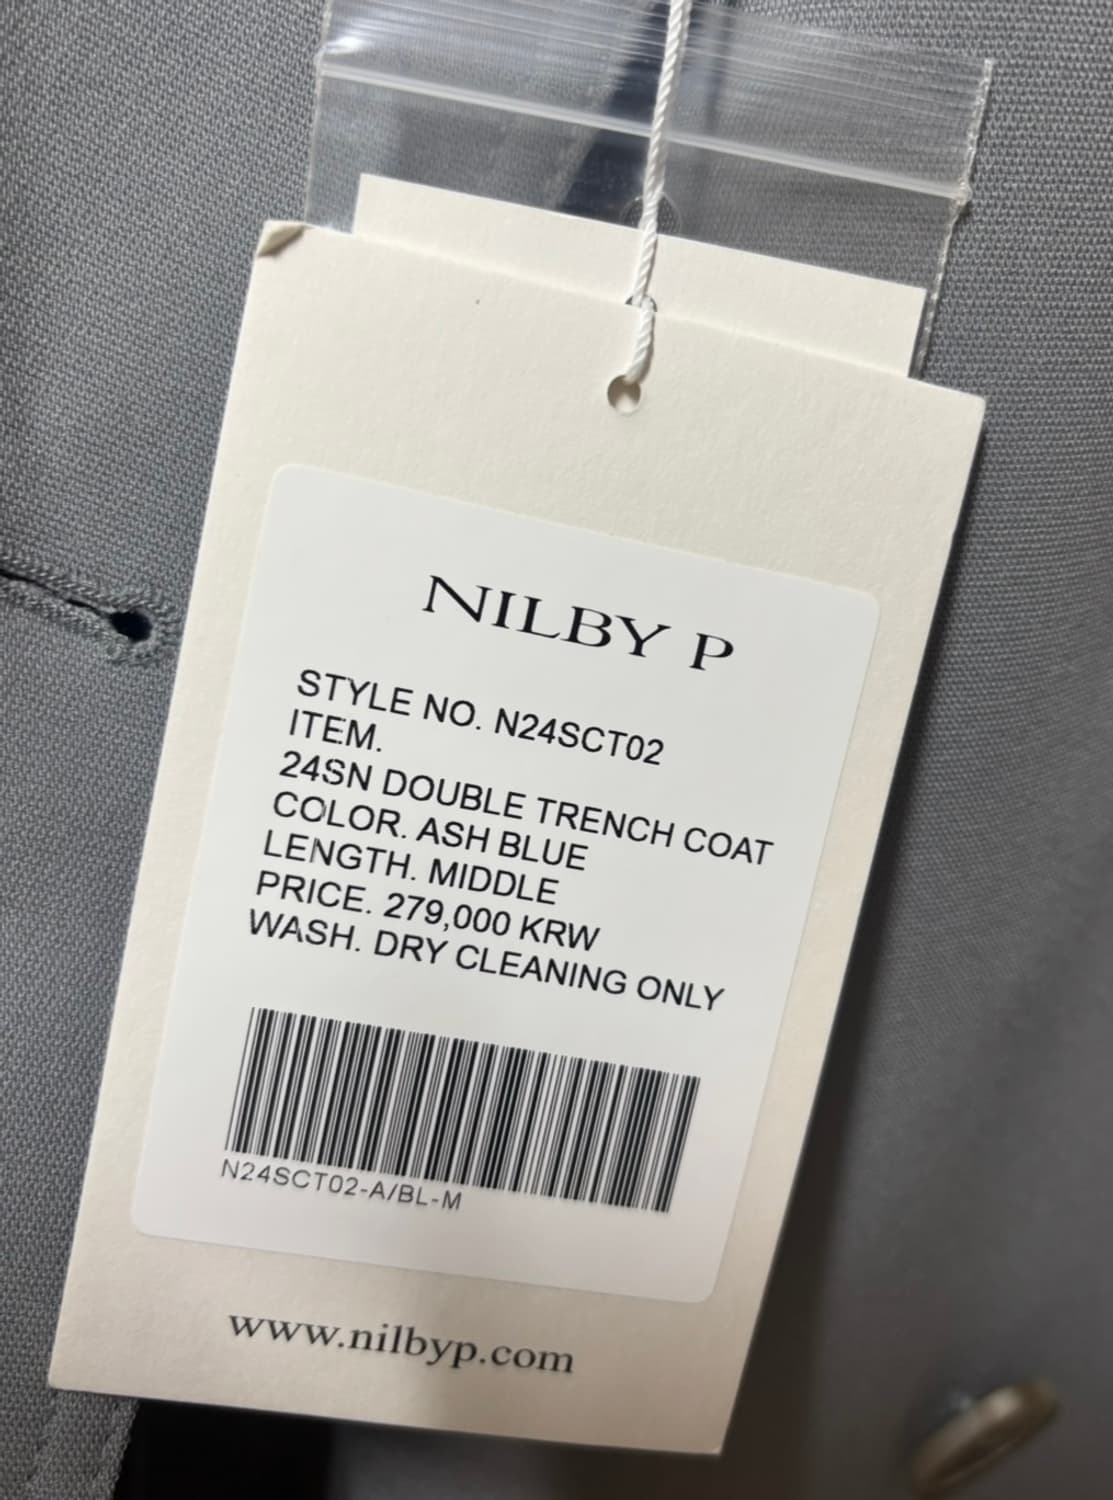 NILBY P
STYLE NO. N24SCT02
ITEM.
24SN DOUBLE TRENCH COAT
COLOR. ASH BLUE
LENGTH. MIDDLE
PRICE. 279,000 KRW
WASH. DRY CLEANING ONLY
N24SCT02-A/BL-M
www.nilbyp.com